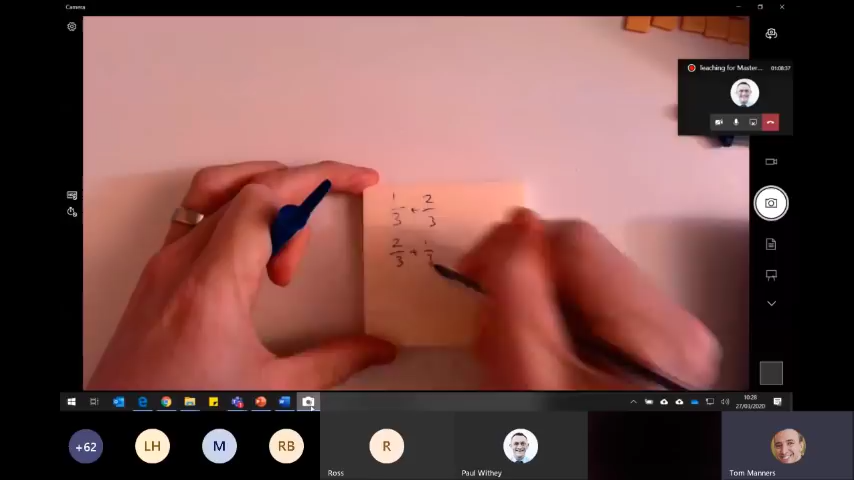 Camera
Teaching for Master...
01:08:37
1/3 + 2/3
2/3 + 1/3
10:28
27/03/2020
+62
LH
M
RB
R
Ross
Paul Withey
Tom Manners